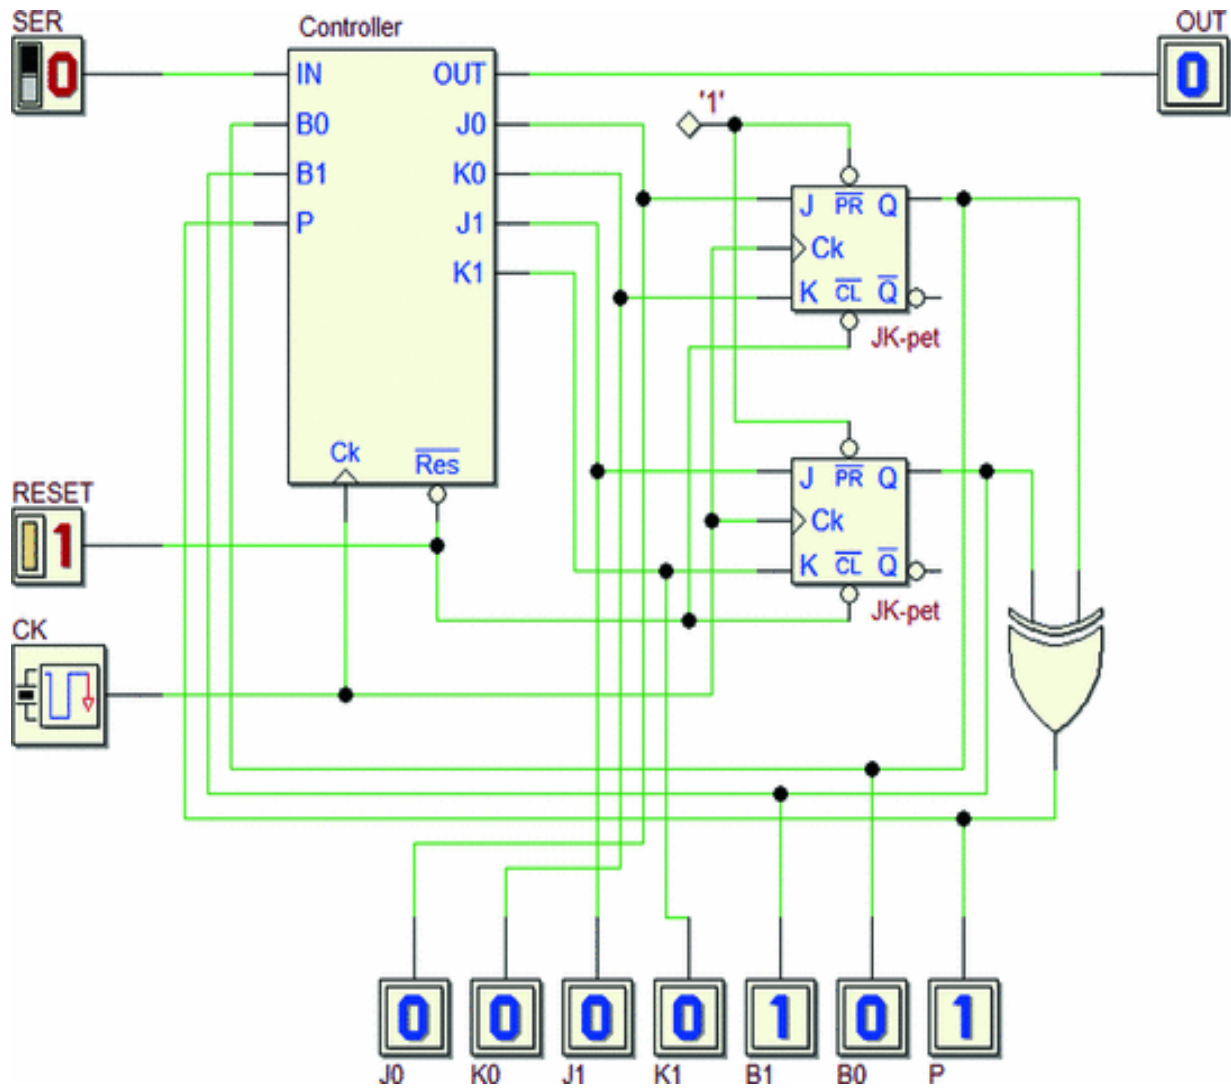 SER
0
Controller
OUT
0
IN
OUT
B0
J0
'1'
B1
K0
P
J1
K1
J
PR
Q
Ck
K
CL
Q
JK-pet
Ck
Res
RESET
1
J
PR
Q
Ck
K
CL
Q
JK-pet
CK
0
0
0
0
1
0
1
J0
K0
J1
K1
B1
B0
P